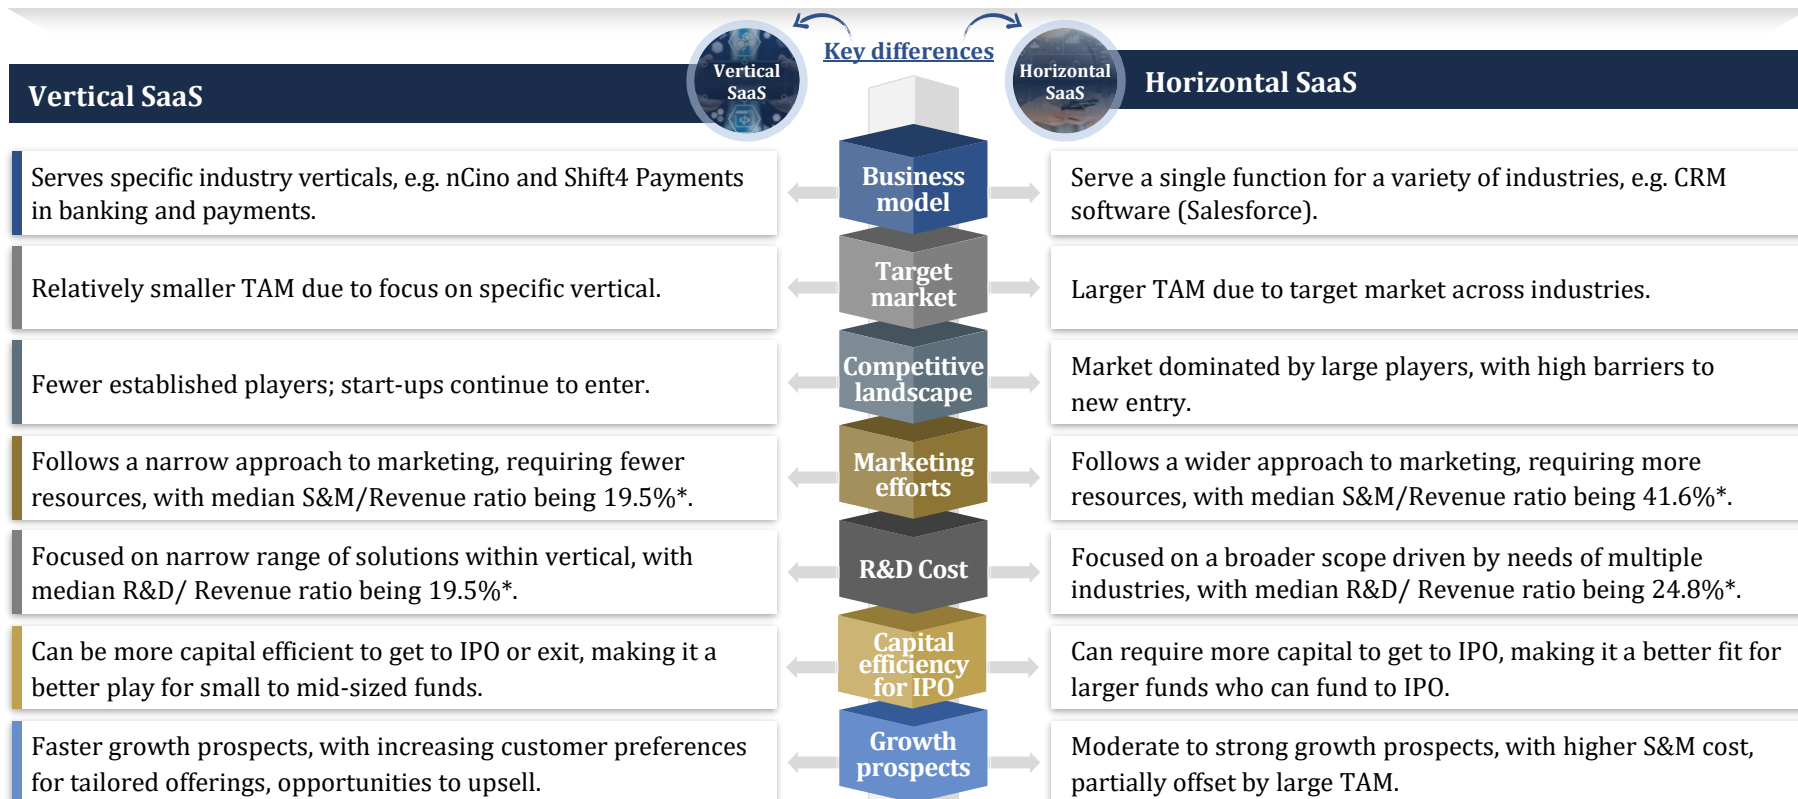 Key differences
Vertical SaaS
Vertical
SaaS
Horizontal
SaaS
Horizontal SaaS
Serves specific industry verticals, e.g. nCino and Shift4 Payments
in banking and payments.
Business
model
Serve a single function for a variety of industries, e.g. CRM
software (Salesforce).
Relatively smaller TAM due to focus on specific vertical.
Target
market
Larger TAM due to target market across industries.
Fewer established players; start-ups continue to enter.
Competitive
landscape
Market dominated by large players, with high barriers to
new entry.
Follows a narrow approach to marketing, requiring fewer
resources, with median S&M/Revenue ratio being 19.5%*.
Marketing
efforts
Follows a wider approach to marketing, requiring more
resources, with median S&M/Revenue ratio being 41.6%*.
Focused on narrow range of solutions within vertical, with
median R&D/ Revenue ratio being 19.5%*.
R&D Cost
Focused on a broader scope driven by needs of multiple
industries, with median R&D/ Revenue ratio being 24.8%*.
Can be more capital efficient to get to IPO or exit, making it a
better play for small to mid-sized funds.
Capital
efficiency
for IPO
Can require more capital to get to IPO, making it a better fit for
larger funds who can fund to IPO.
Faster growth prospects, with increasing customer preferences
for tailored offerings, opportunities to upsell.
Growth
prospects
Moderate to strong growth prospects, with higher S&M cost,
partially offset by large TAM.